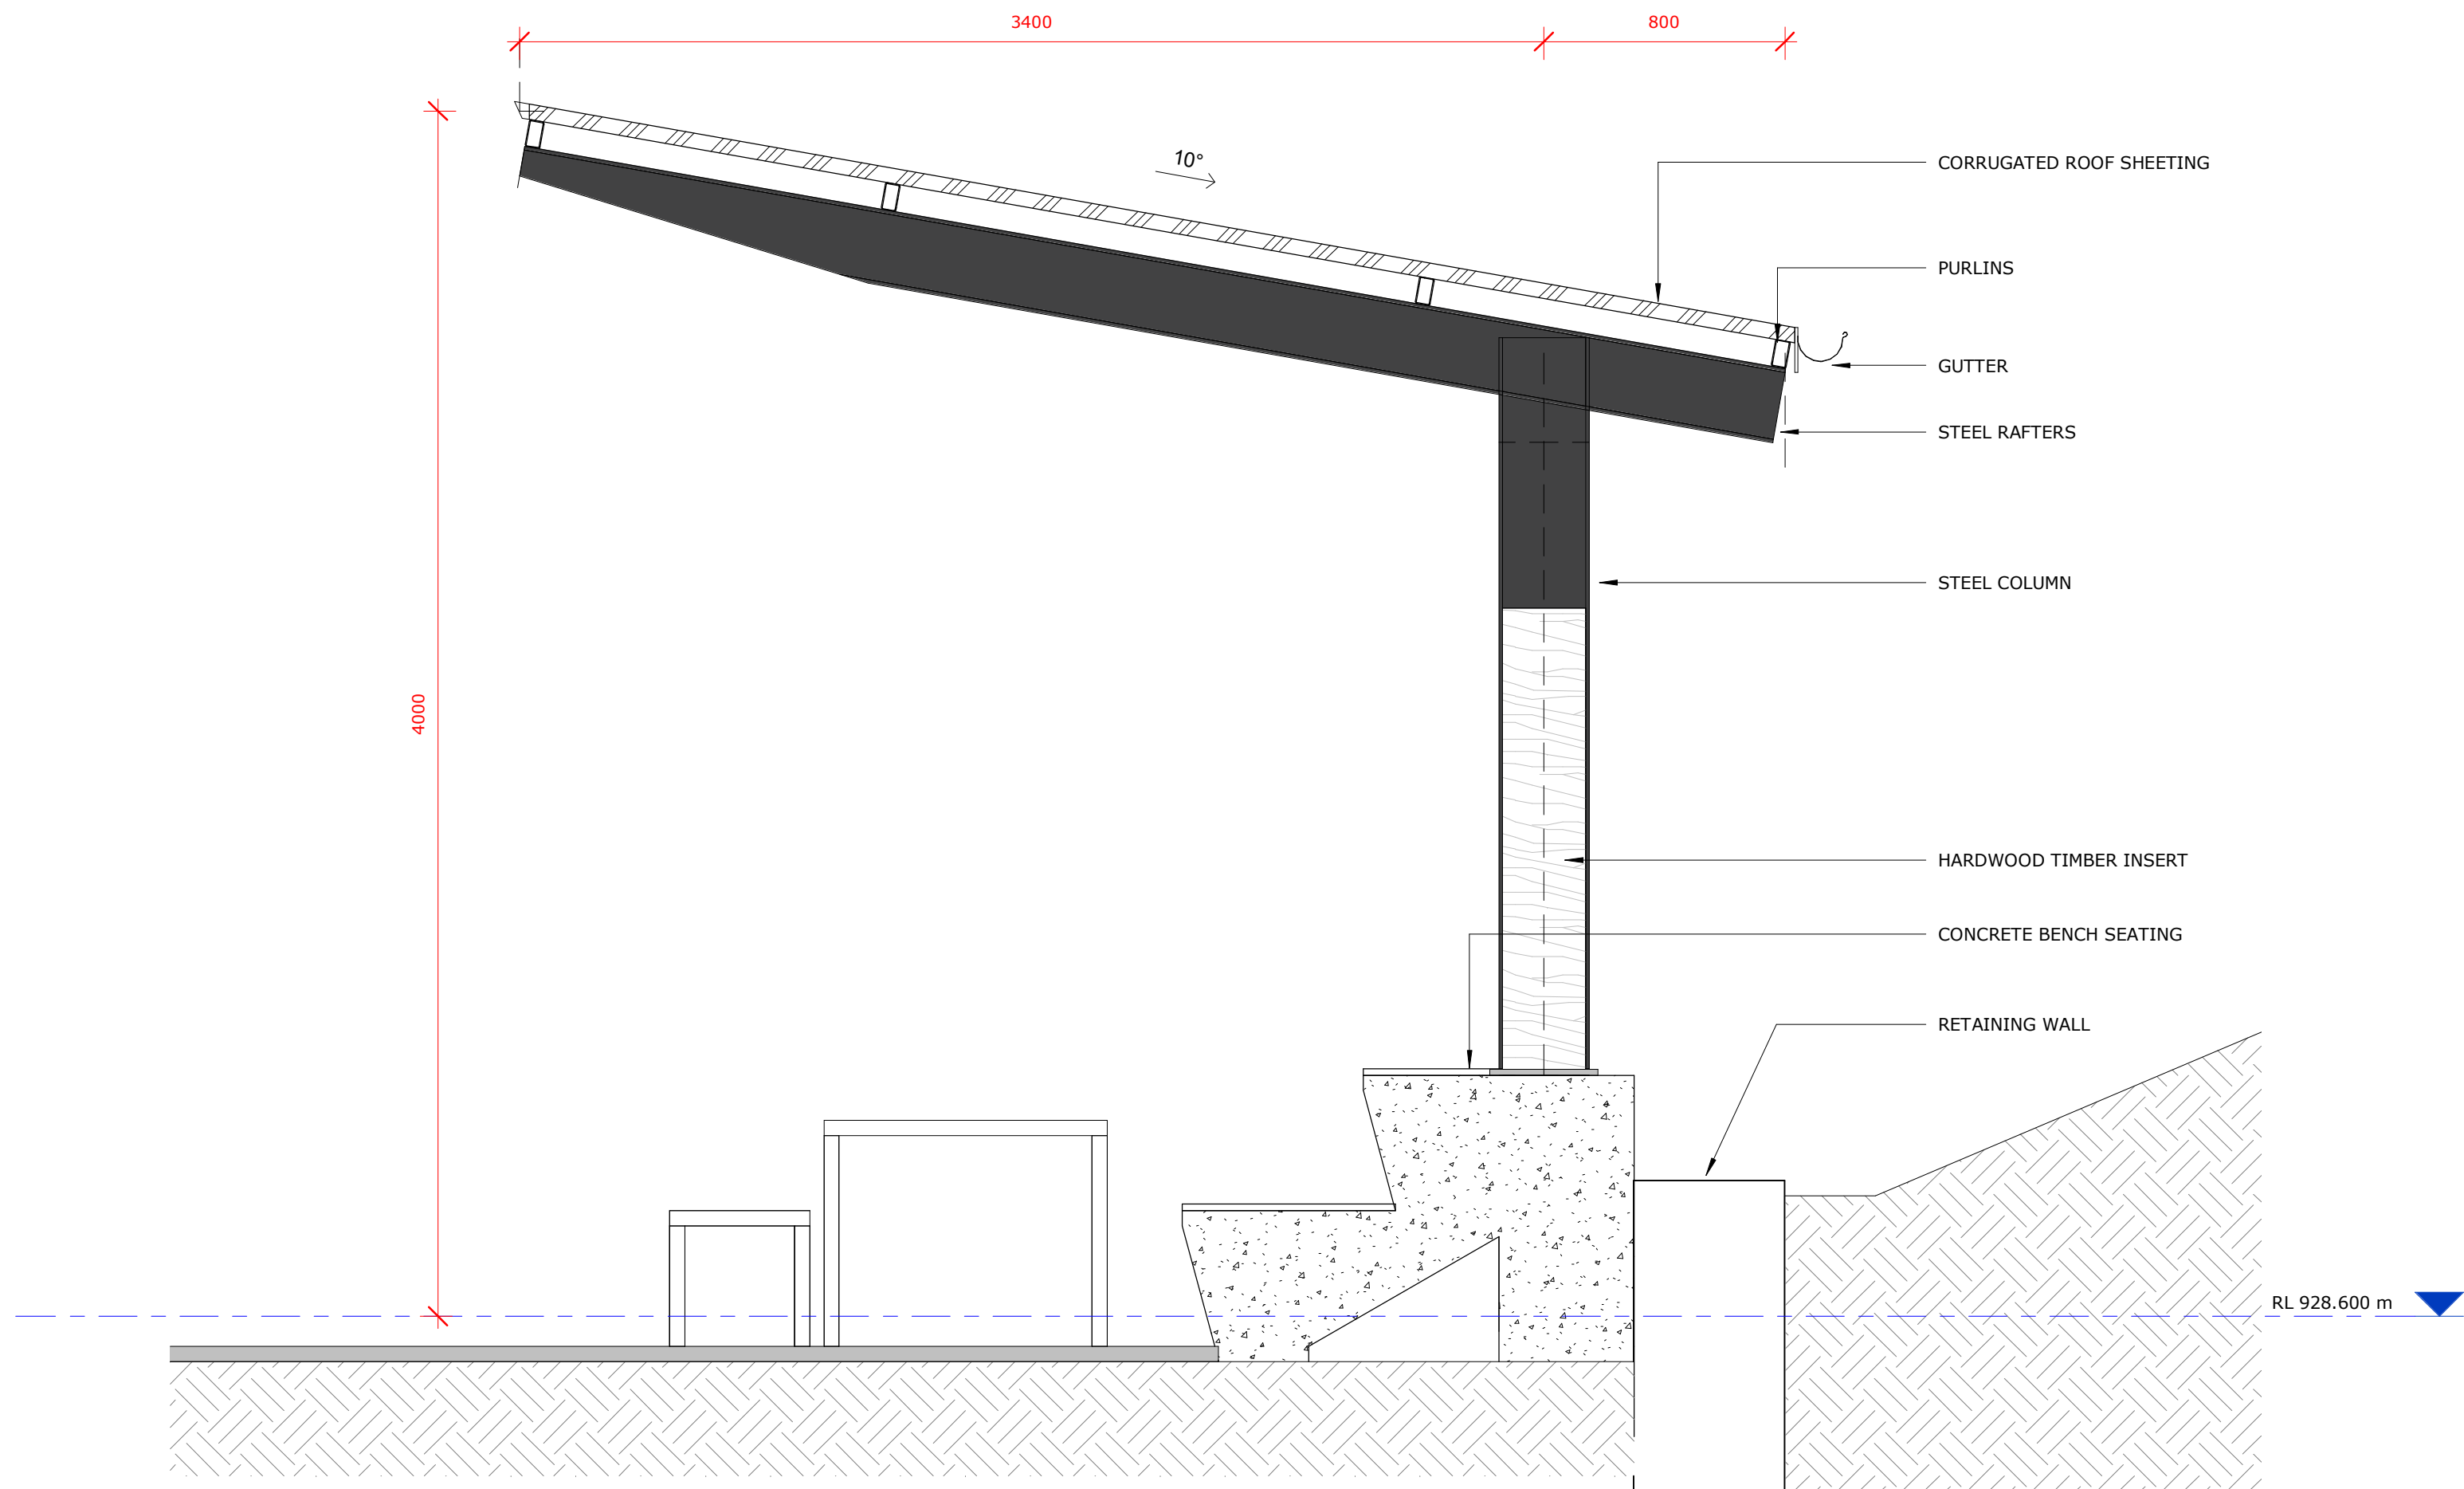 3400
800
10°
CORRUGATED ROOF SHEETING
PURLINS
GUTTER
STEEL RAFTERS
STEEL COLUMN
4000
HARDWOOD TIMBER INSERT
CONCRETE BENCH SEATING
RETAINING WALL
RL 928.600 m